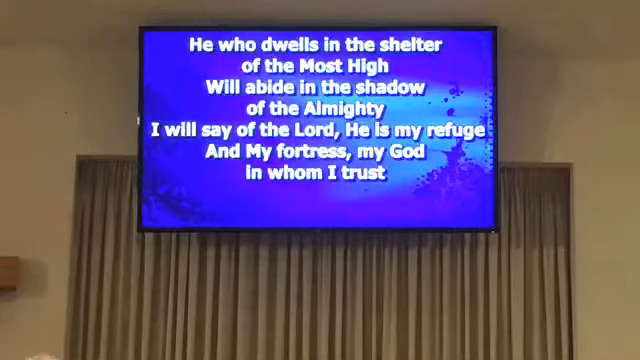 He who dwells in the shelter
of the Most High
Will abide in the shadow
of the Almighty
I will say of the Lord, He is my refuge
And My fortress, my God
in whom I trust